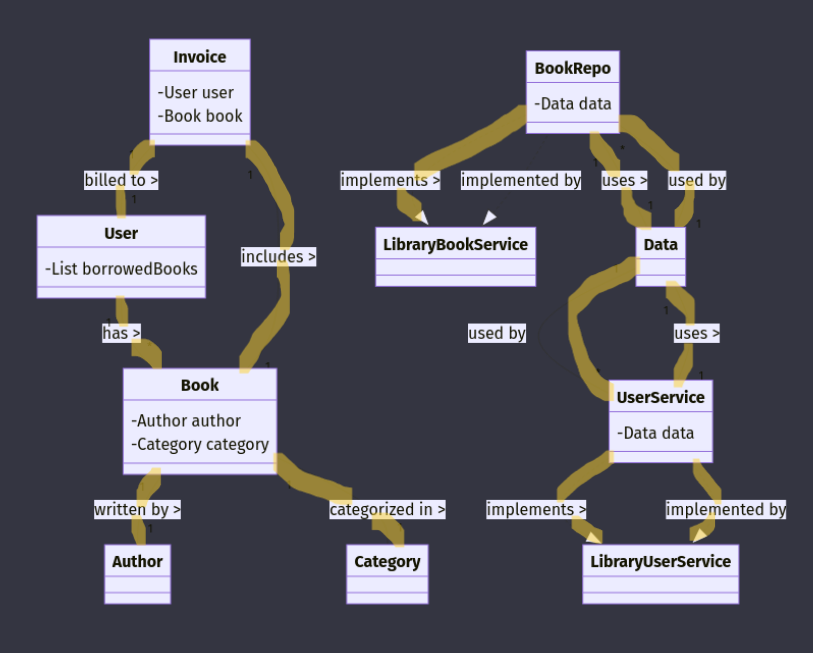 Invoice
-User user
-Book book
BookRepo
-Data data
billed to >
1
1
implements >
implemented by
uses >
used by
1
*
1
1
User
-List borrowedBooks
includes >
LibraryBookService
Data
has >
1
used by
uses >
1
1
1
Book
-Author author
-Category category
UserService
-Data data
written by >
1
categorized in >
implements >
implemented by
Author
Category
LibraryUserService